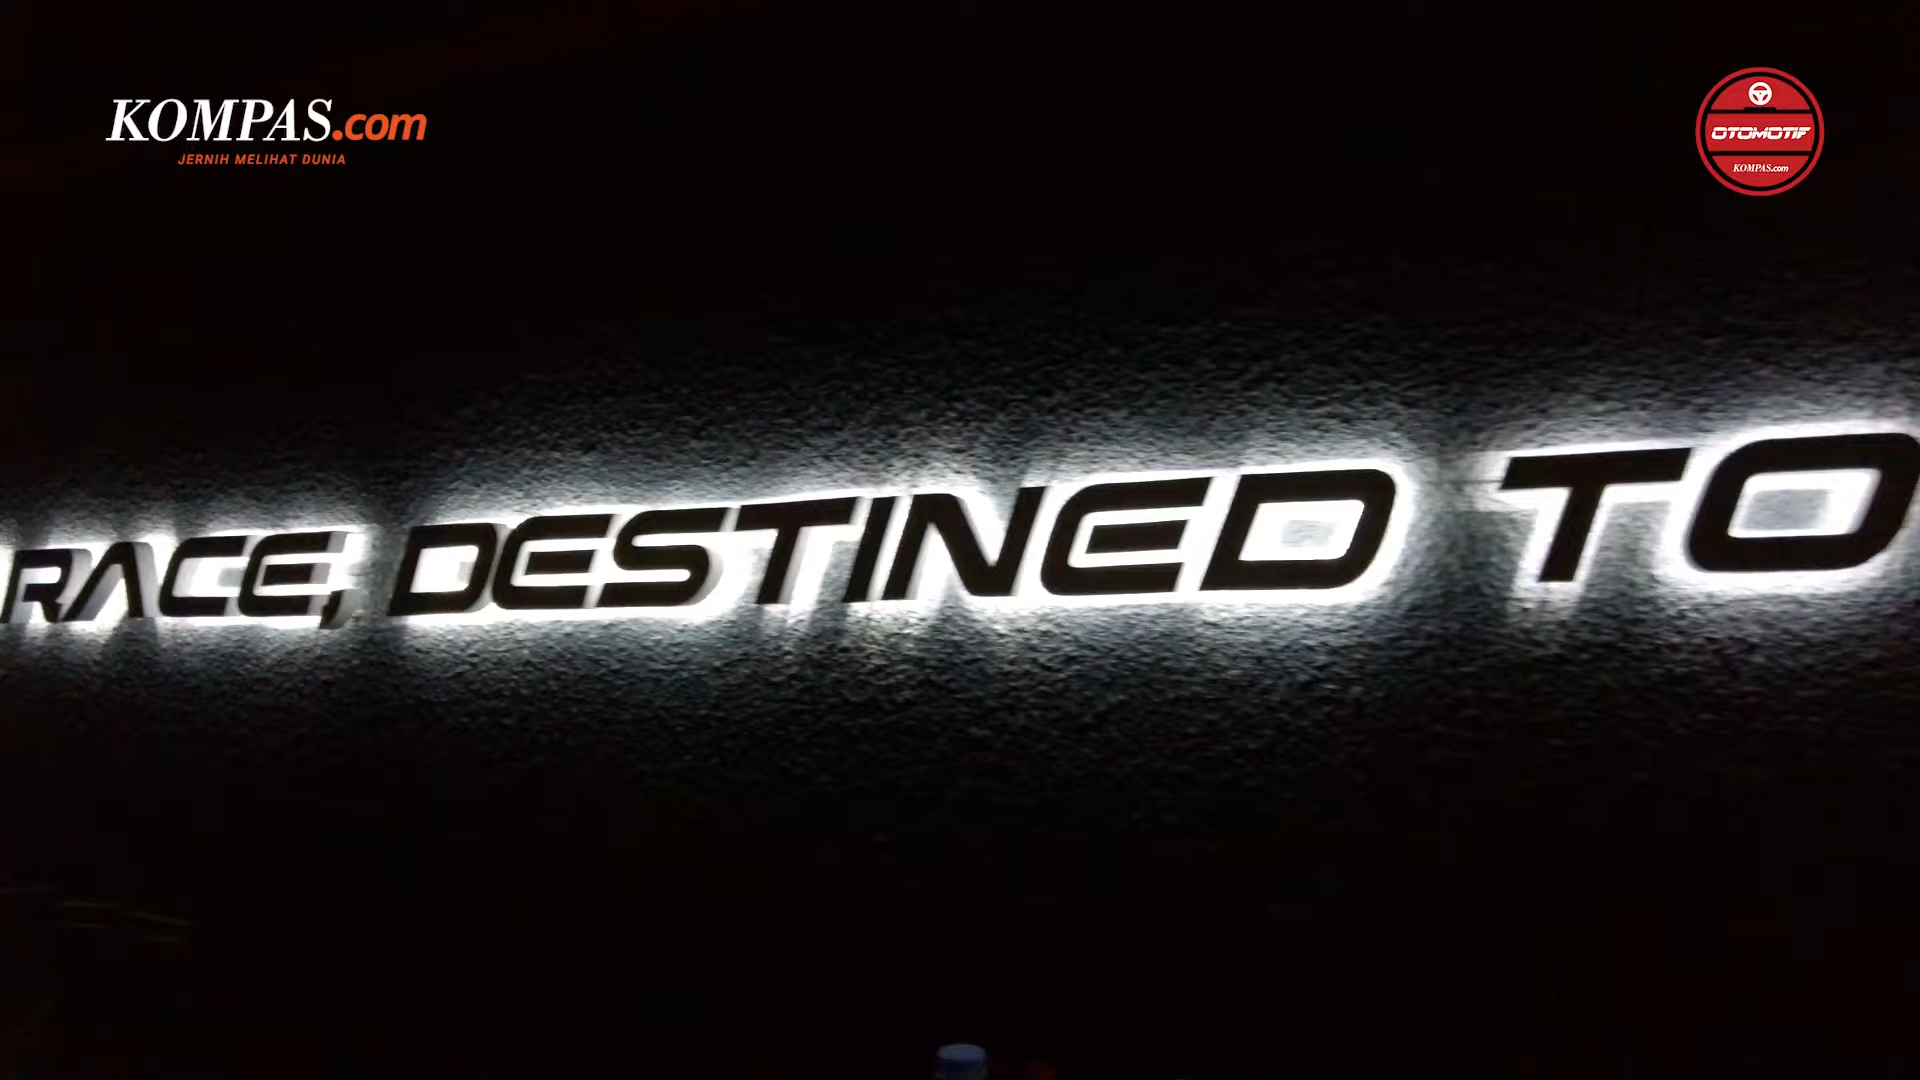 KOMPAS.com
JERNIH MELIHAT DUNIA
OTOMOTIF
KOMPAS.com
RACE, DESTINED TO